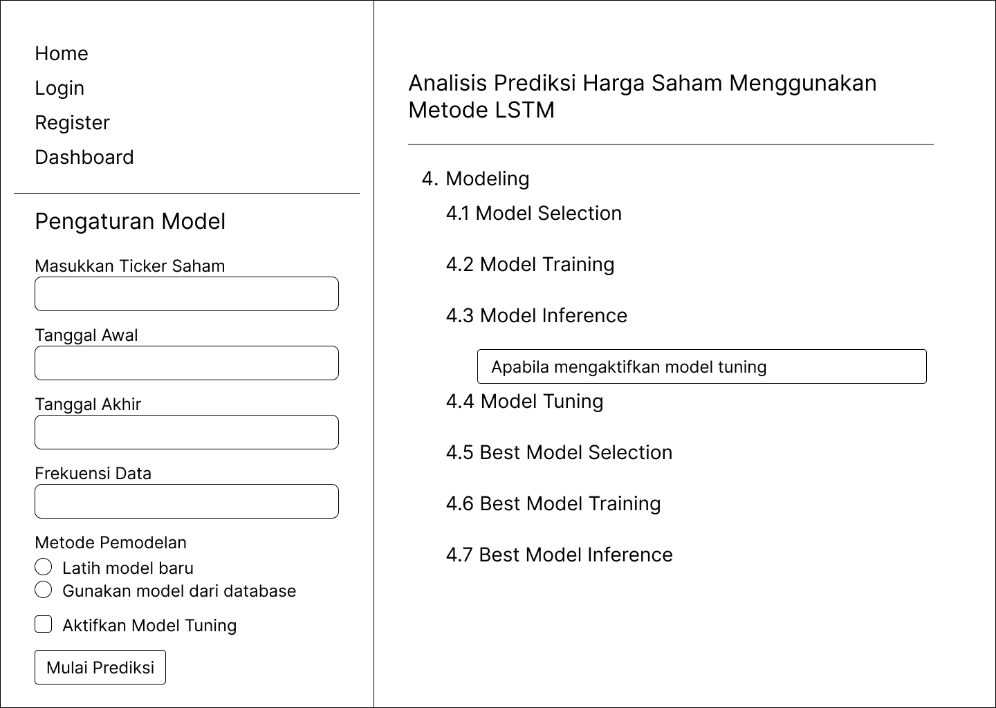 Home
Login
Register
Dashboard
Pengaturan Model
Masukkan Ticker Saham
Tanggal Awal
Tanggal Akhir
Frekuensi Data
Metode Pemodelan
Latih model baru
Gunakan model dari database
Aktifkan Model Tuning
Mulai Prediksi
Analisis Prediksi Harga Saham Menggunakan
Metode LSTM
4. Modeling
4.1 Model Selection
4.2 Model Training
4.3 Model Inference
Apabila mengaktifkan model tuning
4.4 Model Tuning
4.5 Best Model Selection
4.6 Best Model Training
4.7 Best Model Inference